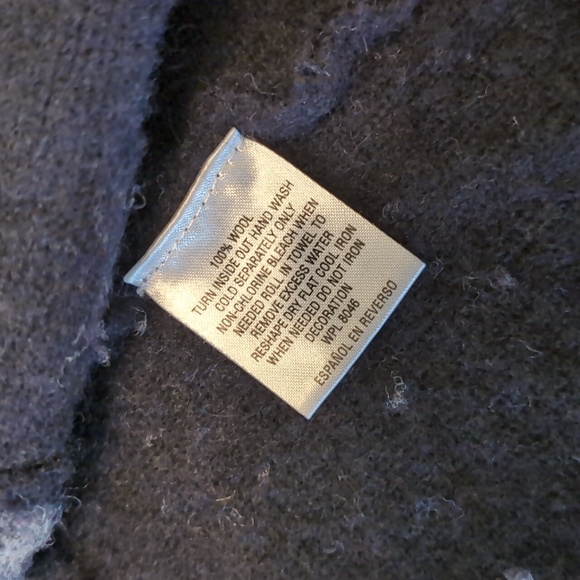 100% WOOL
TURN INSIDE OUT HAND WASH
COLD SEPARATELY ONLY
NON-CHLORINE BLEACH WHEN
NEEDED ROLL IN TOWEL TO
REMOVE EXCESS WATER
RESHAPE DRY FLAT COOL IRON
WHEN NEEDED DO NOT IRON
DECORATION
WPL 8046
ESPAÑOL EN REVERSO